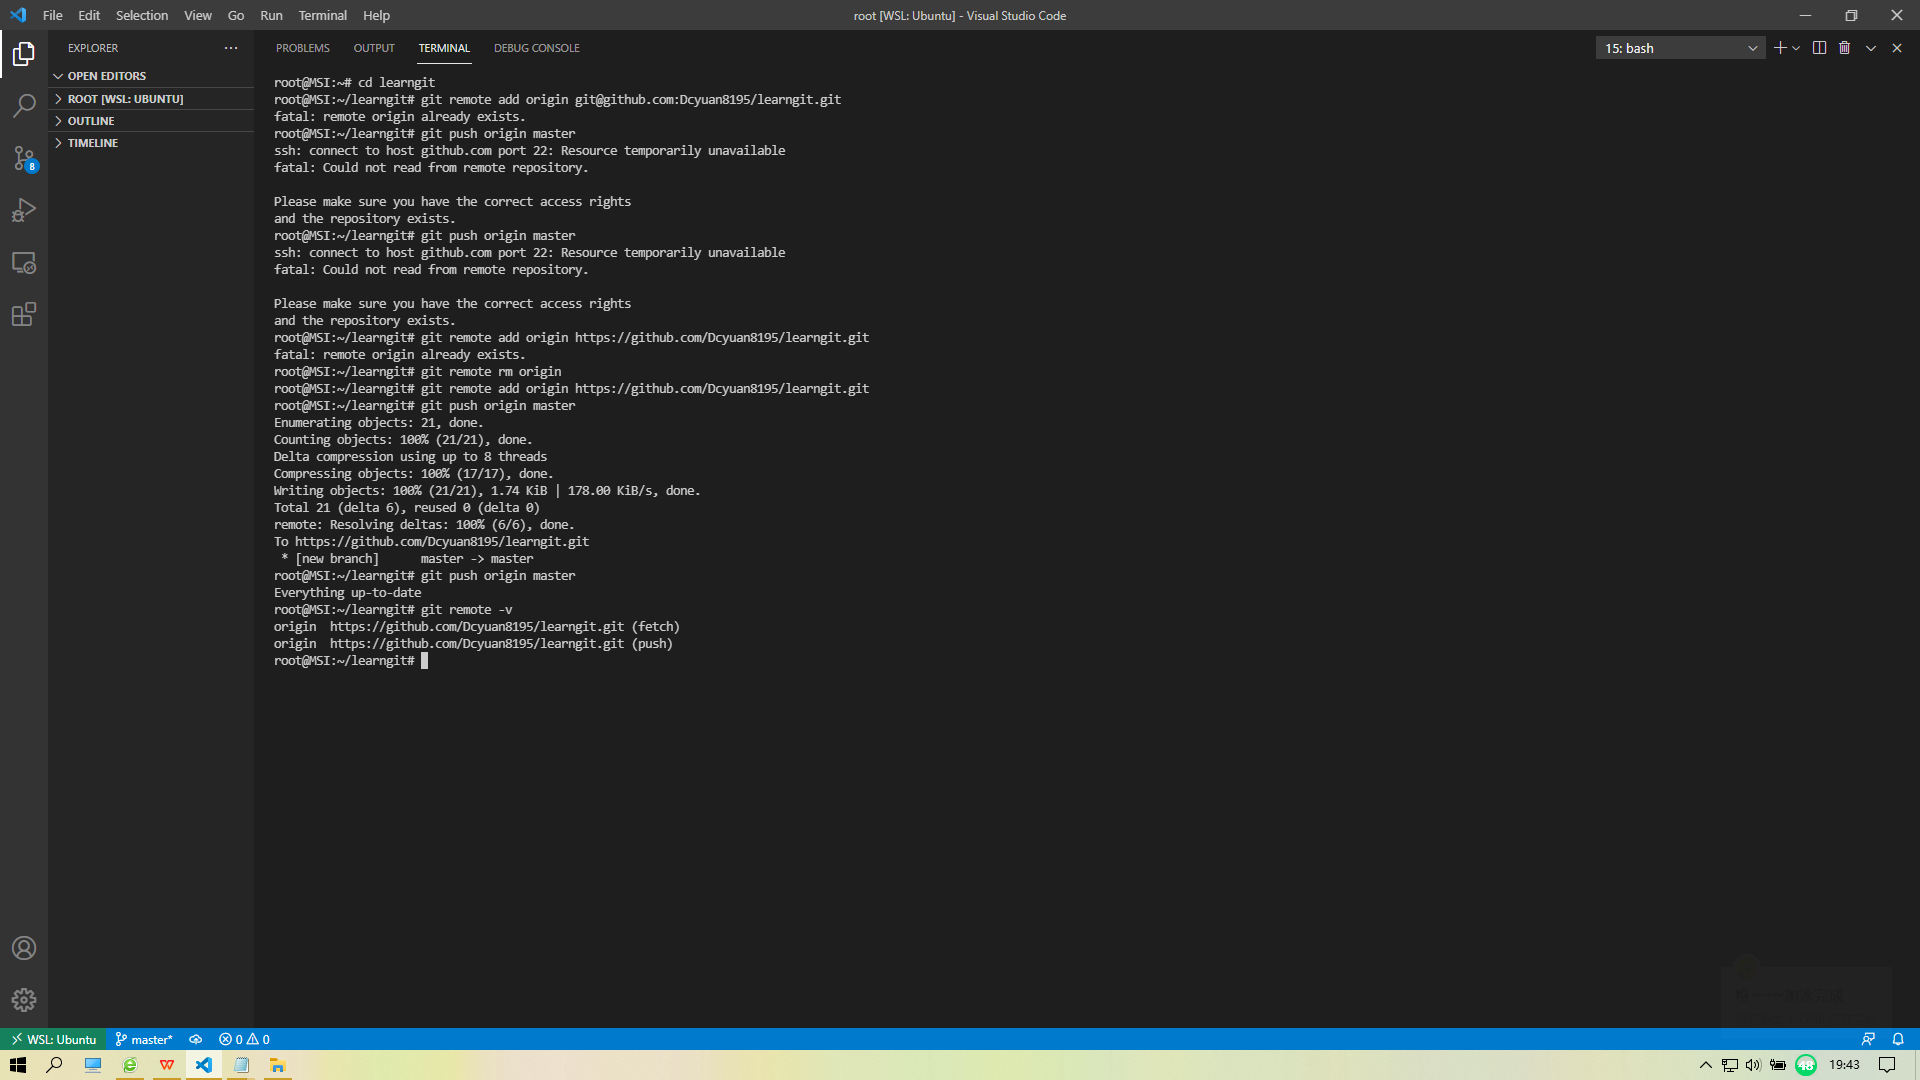 File Edit Selection View Go Run Terminal Help
root [WSL: Ubuntu] - Visual Studio Code
EXPLORER
OPEN EDITORS
ROOT [WSL: UBUNTU]
OUTLINE
TIMELINE
8
PROBLEMS OUTPUT TERMINAL DEBUG CONSOLE
15: bash
root@MSI:~# cd learngit
root@MSI:~/learngit# git remote add origin git@github.com:Dcyuan8195/learngit.git
fatal: remote origin already exists.
root@MSI:~/learngit# git push origin master
ssh: connect to host github.com port 22: Resource temporarily unavailable
fatal: Could not read from remote repository.
Please make sure you have the correct access rights
and the repository exists.
root@MSI:~/learngit# git push origin master
ssh: connect to host github.com port 22: Resource temporarily unavailable
fatal: Could not read from remote repository.
Please make sure you have the correct access rights
and the repository exists.
root@MSI:~/learngit# git remote add origin https://github.com/Dcyuan8195/learngit.git
fatal: remote origin already exists.
root@MSI:~/learngit# git remote rm origin
root@MSI:~/learngit# git remote add origin https://github.com/Dcyuan8195/learngit.git
root@MSI:~/learngit# git push origin master
Enumerating objects: 21, done.
Counting objects: 100% (21/21), done.
Delta compression using up to 8 threads
Compressing objects: 100% (17/17), done.
Writing objects: 100% (21/21), 1.74 KiB | 178.00 KiB/s, done.
Total 21 (delta 6), reused 0 (delta 0)
remote: Resolving deltas: 100% (6/6), done.
To https://github.com/Dcyuan8195/learngit.git
* [new branch] master -> master
root@MSI:~/learngit# git push origin master
Everything up-to-date
root@MSI:~/learngit# git remote -v
origin https://github.com/Dcyuan8195/learngit.git (fetch)
origin https://github.com/Dcyuan8195/learngit.git (push)
root@MSI:~/learngit#
WSL: Ubuntu master* 0 0
48 19:43